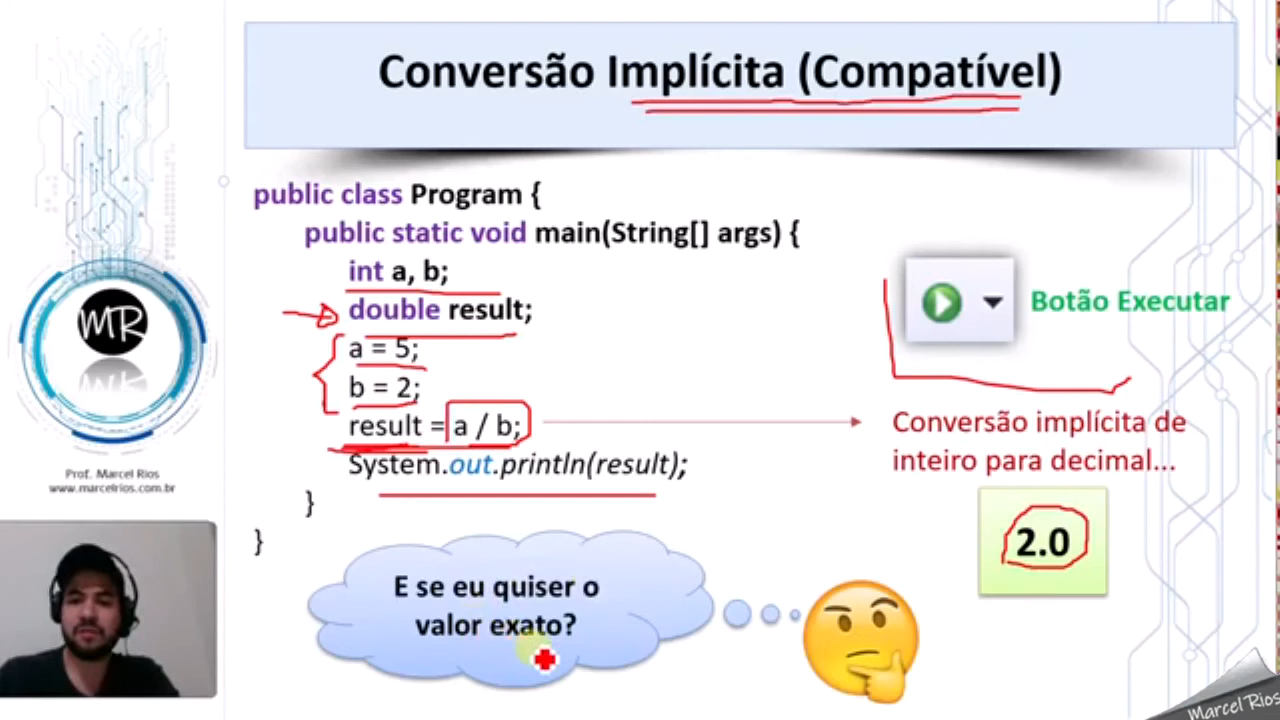 Conversão Implícita (Compatível)
public class Program {
public static void main(String[] args) {
int a, b;
double result;
a = 5;
b = 2;
result = a / b;
System.out.println(result);
}
}
Botão Executar
Conversão implícita de
inteiro para decimal...
2.0
E se eu quiser o
valor exato?
MR
Prof. Marcel Rios
www.marcelrios.com.br
Marcel Rios